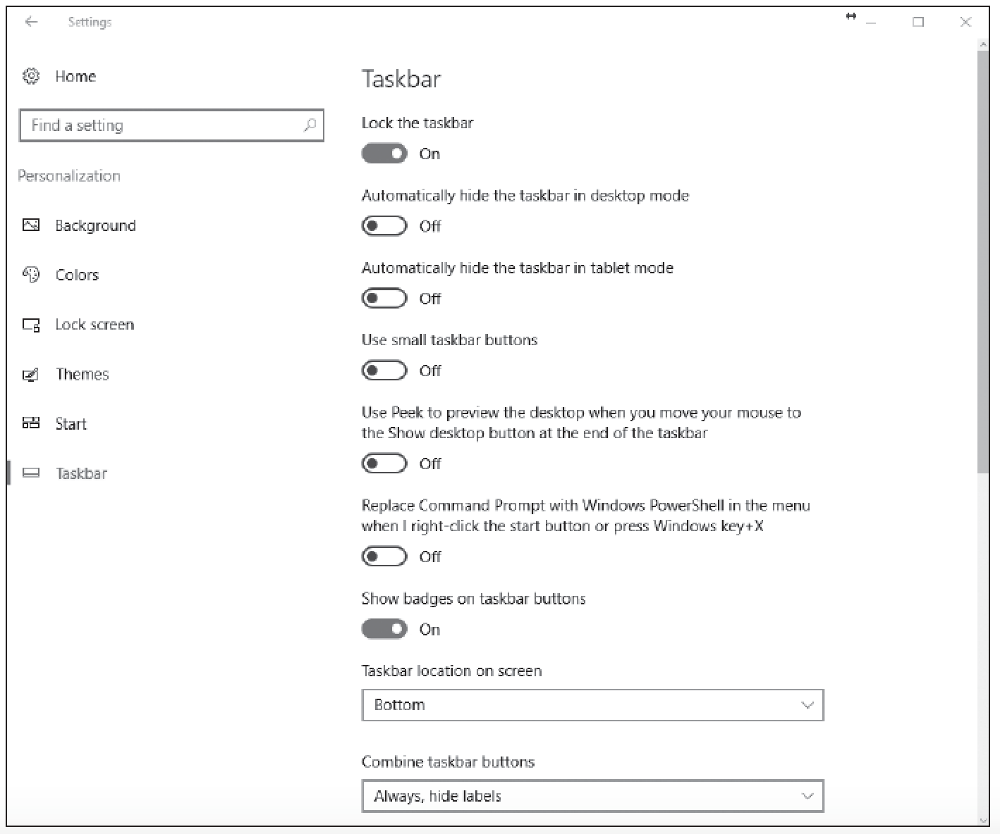 Settings
Home
Find a setting
Personalization
Background
Colors
Lock screen
Themes
Start
Taskbar
Taskbar
Lock the taskbar
On
Automatically hide the taskbar in desktop mode
Off
Automatically hide the taskbar in tablet mode
Off
Use small taskbar buttons
Off
Use Peek to preview the desktop when you move your mouse to
the Show desktop button at the end of the taskbar
Off
Replace Command Prompt with Windows PowerShell in the menu
when I right-click the start button or press Windows key+X
Off
Show badges on taskbar buttons
On
Taskbar location on screen
Bottom
Combine taskbar buttons
Always, hide labels